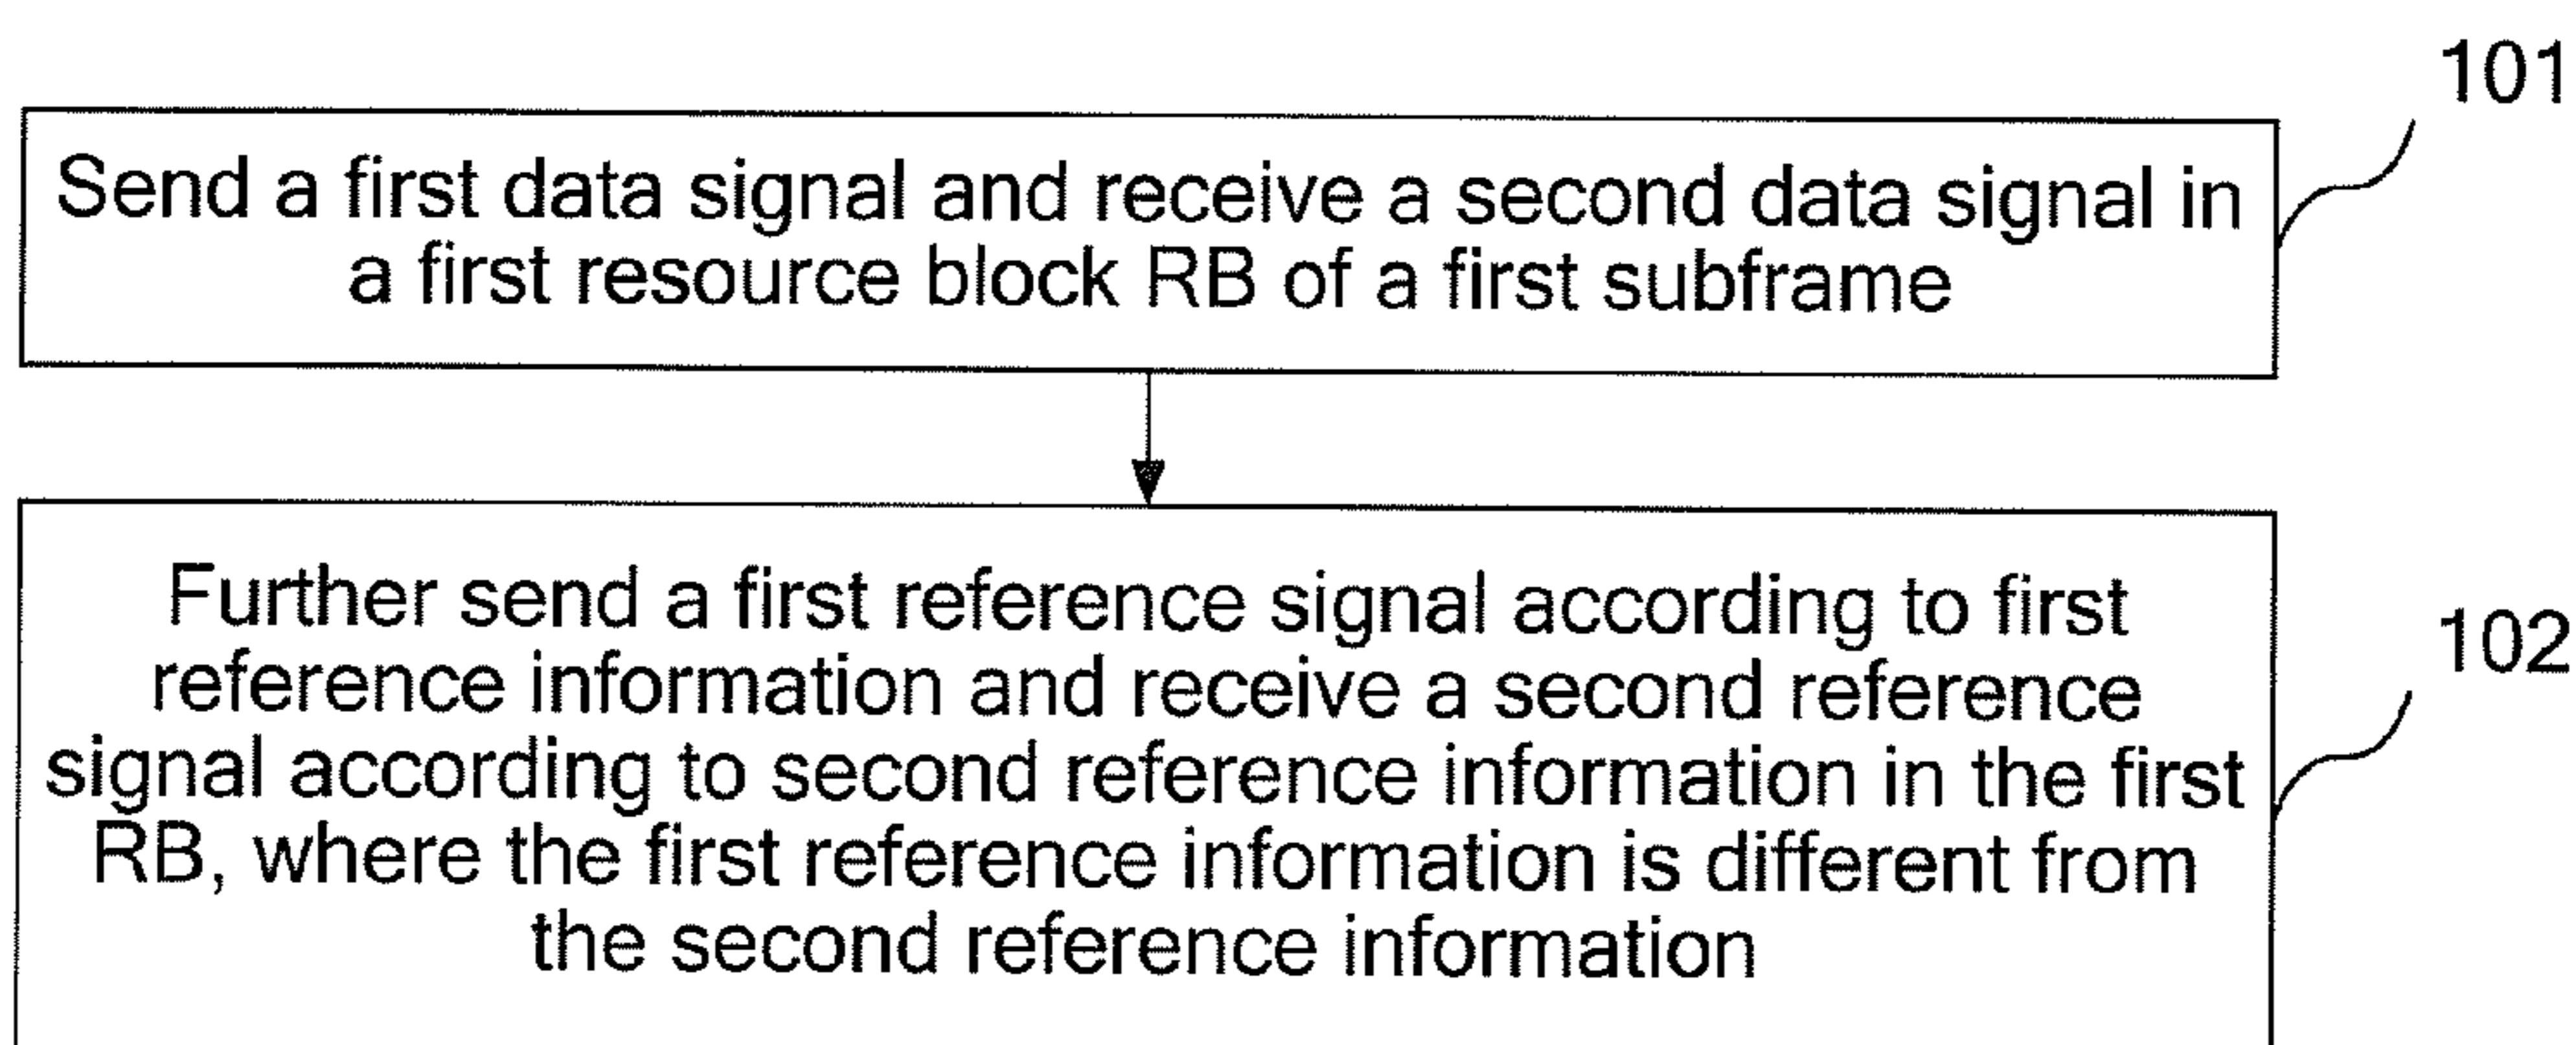 101
Send a first data signal and receive a second data signal in
a first resource block RB of a first subframe
Further send a first reference signal according to first
reference information and receive a second reference
signal according to second reference information in the first
RB, where the first reference information is different from
the second reference information
102